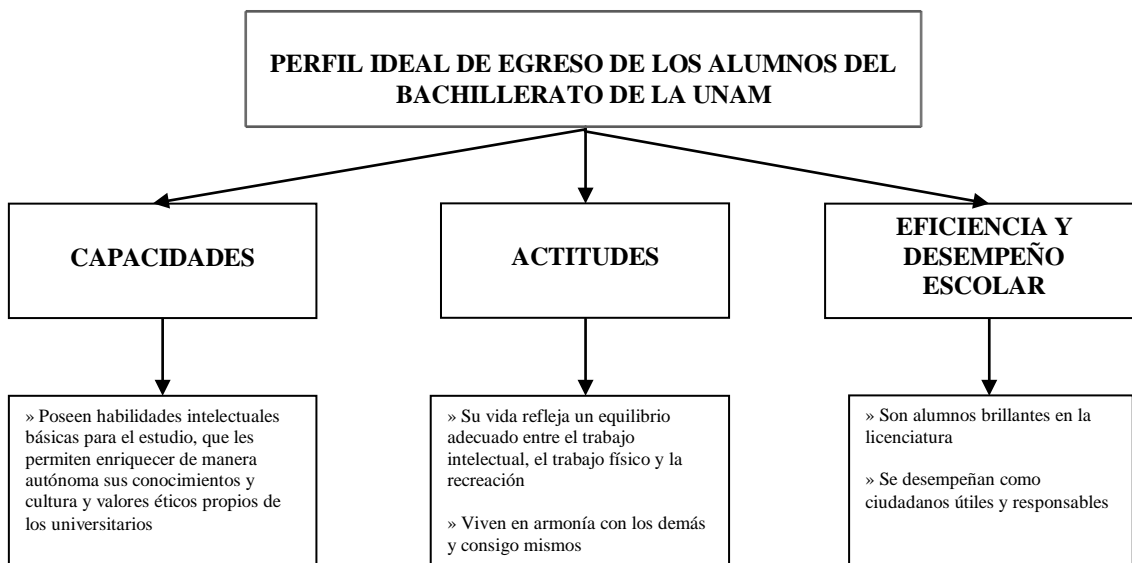 PERFIL IDEAL DE EGRESO DE LOS ALUMNOS DEL
BACHILLERATO DE LA UNAM
CAPACIDADES
ACTITUDES
EFICIENCIA Y
DESEMPEÑO
ESCOLAR
» Poseen habilidades intelectuales
básicas para el estudio, que les
permiten enriquecer de manera
autónoma sus conocimientos y
cultura y valores éticos propios de
los universitarios
» Su vida refleja un equilibrio
adecuado entre el trabajo
intelectual, el trabajo físico y la
recreación
» Viven en armonía con los demás
y consigo mismos
» Son alumnos brillantes en la
licenciatura
» Se desempeñan como
ciudadanos útiles y responsables